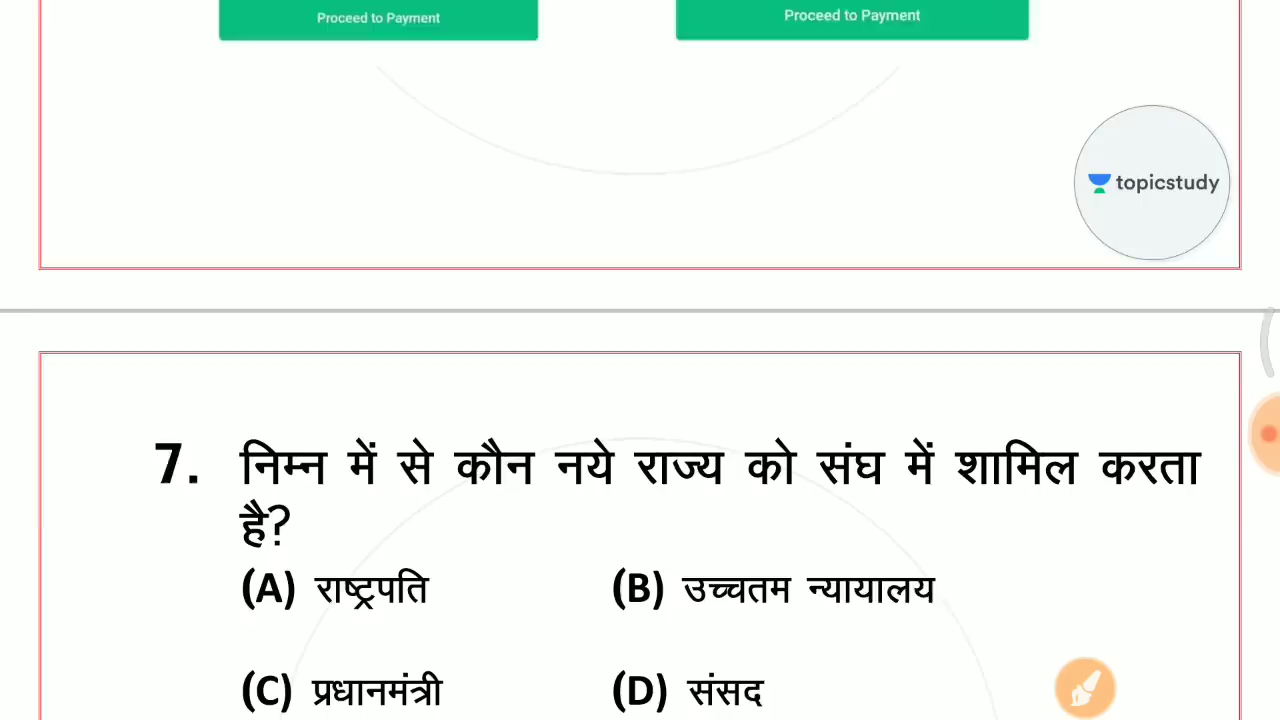 Proceed to Payment Proceed to Payment
topicstudy
7. निम्न में से कौन नये राज्य को संघ में शामिल करता
है?
(A) राष्ट्रपति (B) उच्चतम न्यायालय
(C) प्रधानमंत्री (D) संसद